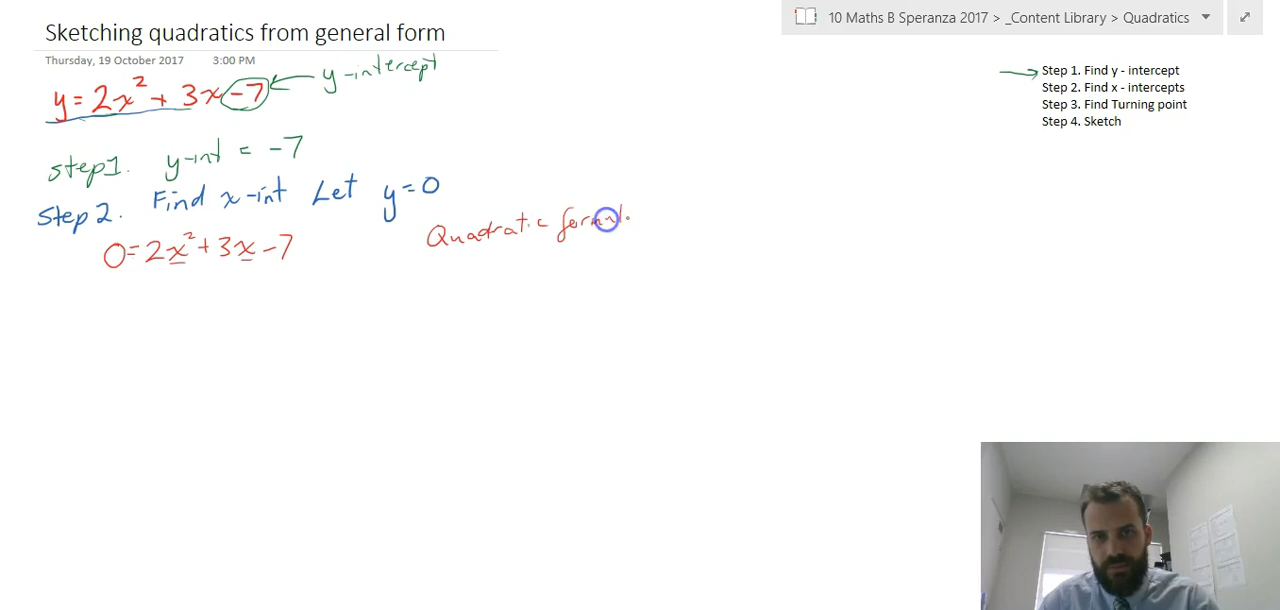 Sketching quadratics from general form
Thursday, 19 October 2017 3:00 PM
y = 2x² + 3x - 7 y-intercept
Step 1. y-int = -7
Step 2. Find x-int Let y = 0
0 = 2x² + 3x - 7 Quadratic
10 Maths B Speranza 2017 > _Content Library > Quadratics
Step 1. Find y - intercept
Step 2. Find x - intercepts
Step 3. Find Turning point
Step 4. Sketch